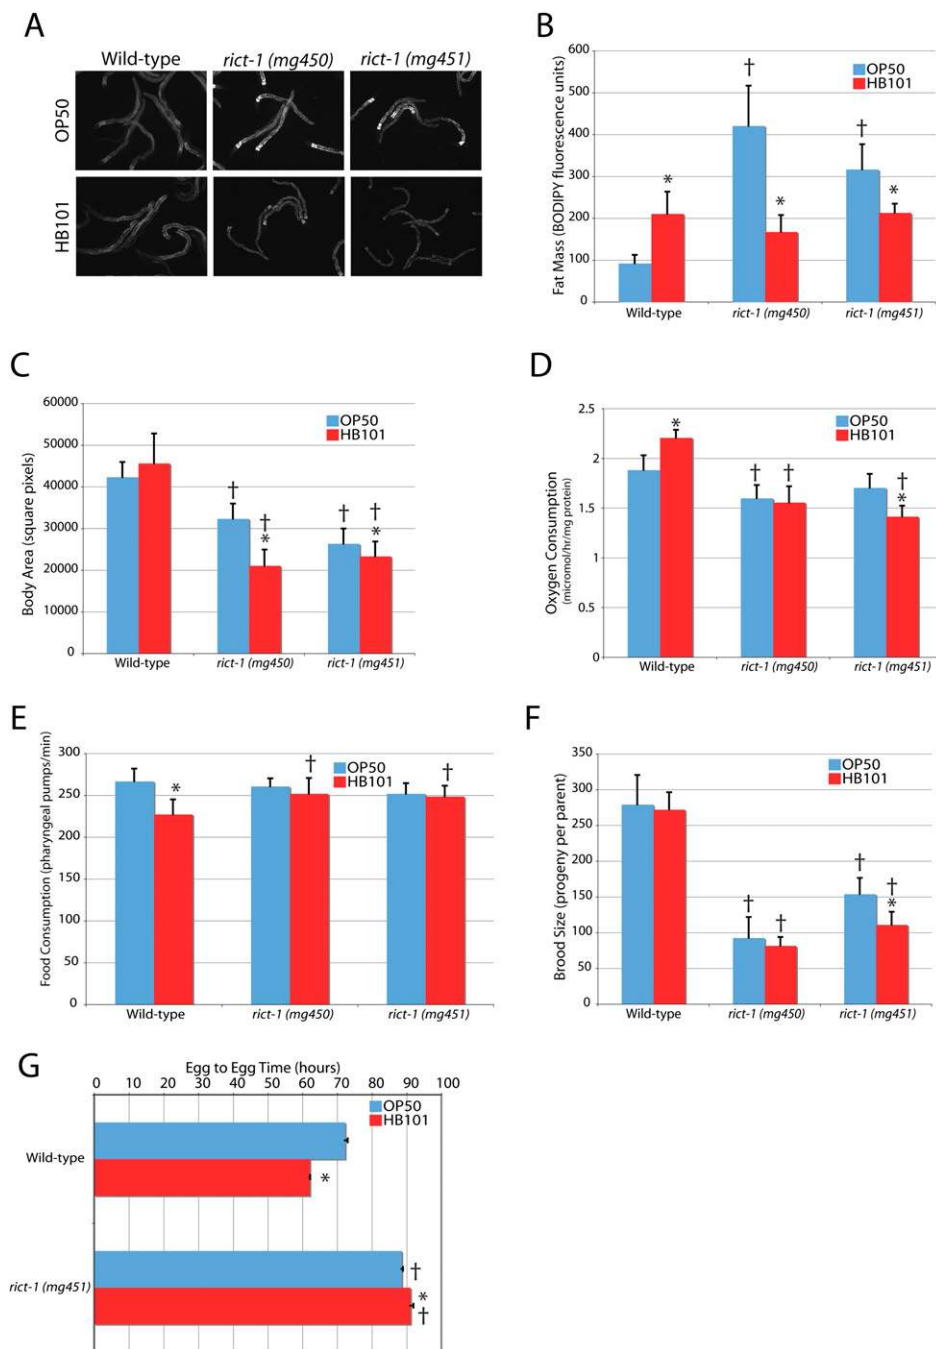 A
Wild-type
rict-1 (mg450)
rict-1 (mg451)
OP50
HB101
B
Fat Mass (BODIPY fluorescence units)
600
500
400
300
200
100
0
OP50
HB101
†
†
*
*
*
Wild-type
rict-1 (mg450)
rict-1 (mg451)
C
Body Area (square pixels)
60000
50000
40000
30000
20000
10000
0
OP50
HB101
†
†
*
†
†
*
Wild-type
rict-1 (mg450)
rict-1 (mg451)
D
Oxygen Consumption
(micromol/hr/mg protein)
2.5
2
1.5
1
0.5
0
OP50
HB101
*
†
†
†
*
Wild-type
rict-1 (mg450)
rict-1 (mg451)
E
Food Consumption (pharyngeal pumps/min)
300
250
200
150
100
50
0
OP50
HB101
*
†
†
Wild-type
rict-1 (mg450)
rict-1 (mg451)
F
Brood Size (progeny per parent)
350
300
250
200
150
100
50
0
OP50
HB101
†
†
†
†
*
Wild-type
rict-1 (mg450)
rict-1 (mg451)
G
Egg to Egg Time (hours)
0 10 20 30 40 50 60 70 80 90 100
OP50
HB101
Wild-type
*
rict-1 (mg451)
†
*
†